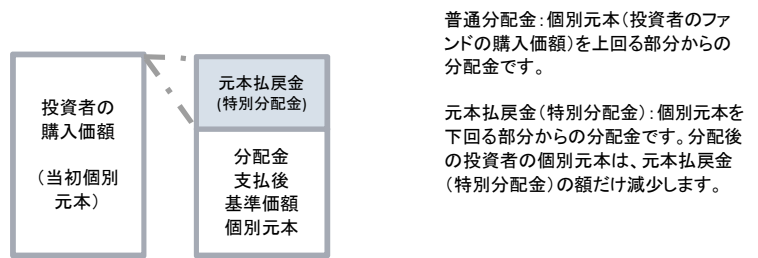 投資者の
購入価額
（当初個別
元本）
元本払戻金
(特別分配金)
分配金
支払後
基準価額
個別元本
普通分配金：個別元本（投資者のファ
ンドの購入価額）を上回る部分からの
分配金です。
元本払戻金（特別分配金）：個別元本を
下回る部分からの分配金です。分配後
の投資者の個別元本は、元本払戻金
（特別分配金）の額だけ減少します。